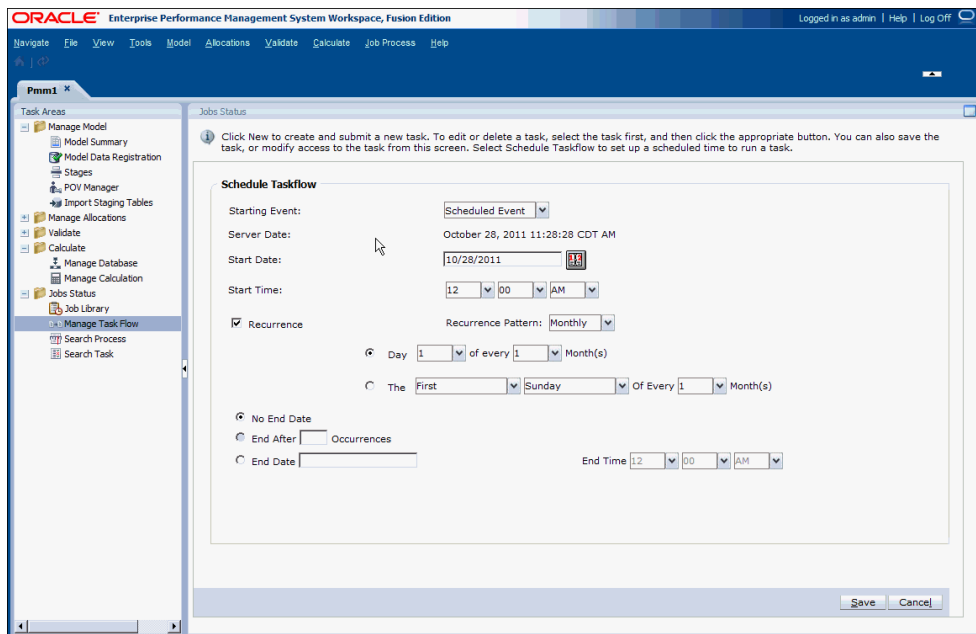 ORACLE Enterprise Performance Management System Workspace, Fusion Edition Logged in as admin | Help | Log Off
Navigate File View Tools Model Allocations Validate Calculate Job Process Help
Pmm1 ×
Task Areas
Manage Model
Model Summary
Model Data Registration
Stages
POV Manager
Import Staging Tables
Manage Allocations
Validate
Calculate
Manage Database
Manage Calculation
Jobs Status
Job Library
Manage Task Flow
Search Process
Search Task
Jobs Status
Click New to create and submit a new task. To edit or delete a task, select the task first, and then click the appropriate button. You can also save the
task, or modify access to the task from this screen. Select Schedule Taskflow to set up a scheduled time to run a task.
Schedule Taskflow
Starting Event: Scheduled Event
Server Date: October 28, 2011 11:28:28 CDT AM
Start Date: 10/28/2011
Start Time: 12 00 AM
Recurrence Recurrence Pattern: Monthly
Day 1 of every 1 Month(s)
The First Sunday Of Every 1 Month(s)
No End Date
End After Occurrences
End Date End Time 12 00 AM
Save Cancel